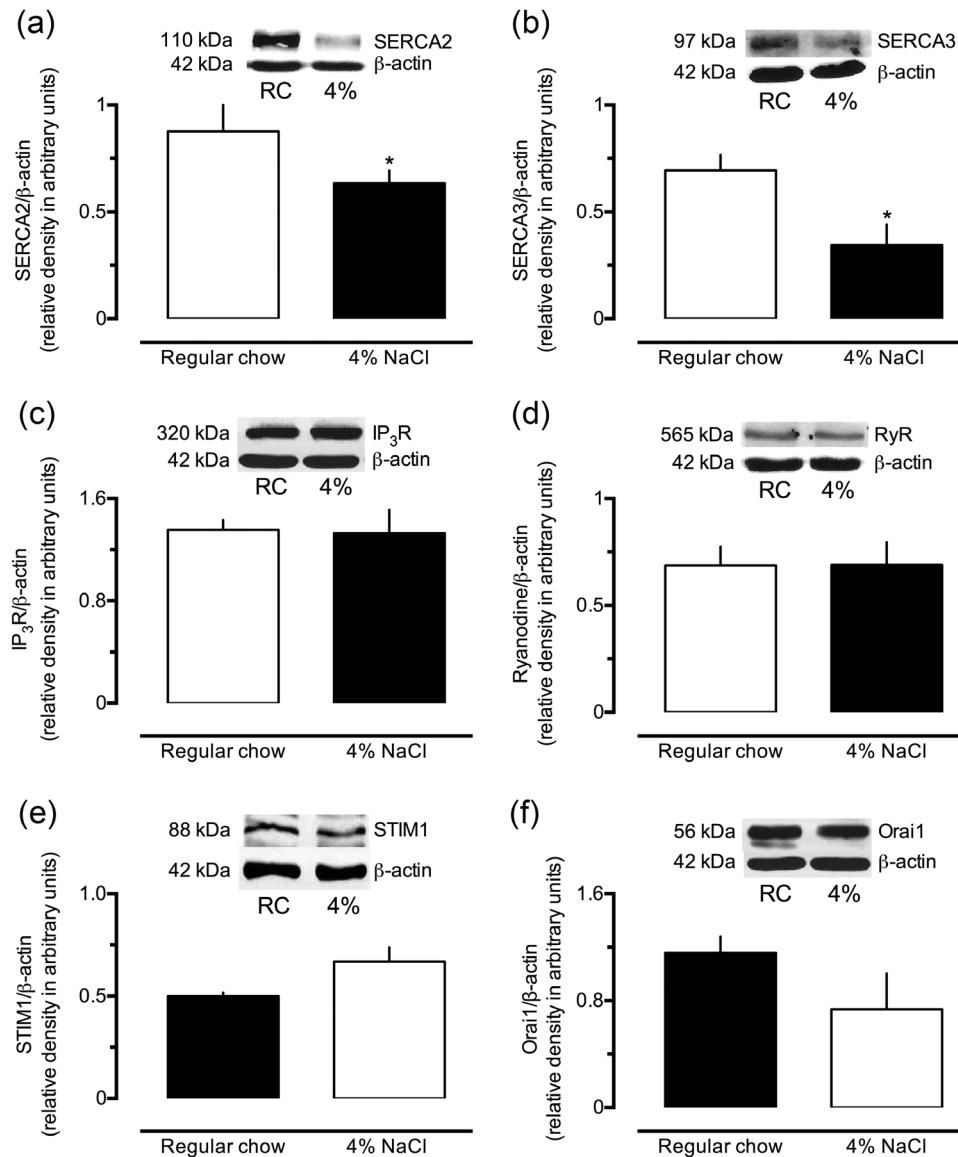 (a)
110 kDa SERCA2
42 kDa β-actin
RC 4%
SERCA2/β-actin
(relative density in arbitrary units)
1
0.5
0
*
Regular chow 4% NaCl
(b)
97 kDa SERCA3
42 kDa β-actin
RC 4%
SERCA3/β-actin
(relative density in arbitrary units)
1
0.5
0
*
Regular chow 4% NaCl
(c)
320 kDa IP₃R
42 kDa β-actin
RC 4%
IP₃R/β-actin
(relative density in arbitrary units)
1.6
0.8
0
Regular chow 4% NaCl
(d)
565 kDa RyR
42 kDa β-actin
RC 4%
Ryanodine/β-actin
(relative density in arbitrary units)
1
0.5
0
Regular chow 4% NaCl
(e)
88 kDa STIM1
42 kDa β-actin
RC 4%
STIM1/β-actin
(relative density in arbitrary units)
1.0
0.5
0
Regular chow 4% NaCl
(f)
56 kDa Orai1
42 kDa β-actin
RC 4%
Orai1/β-actin
(relative density in arbitrary units)
1.6
0.8
0
Regular chow 4% NaCl